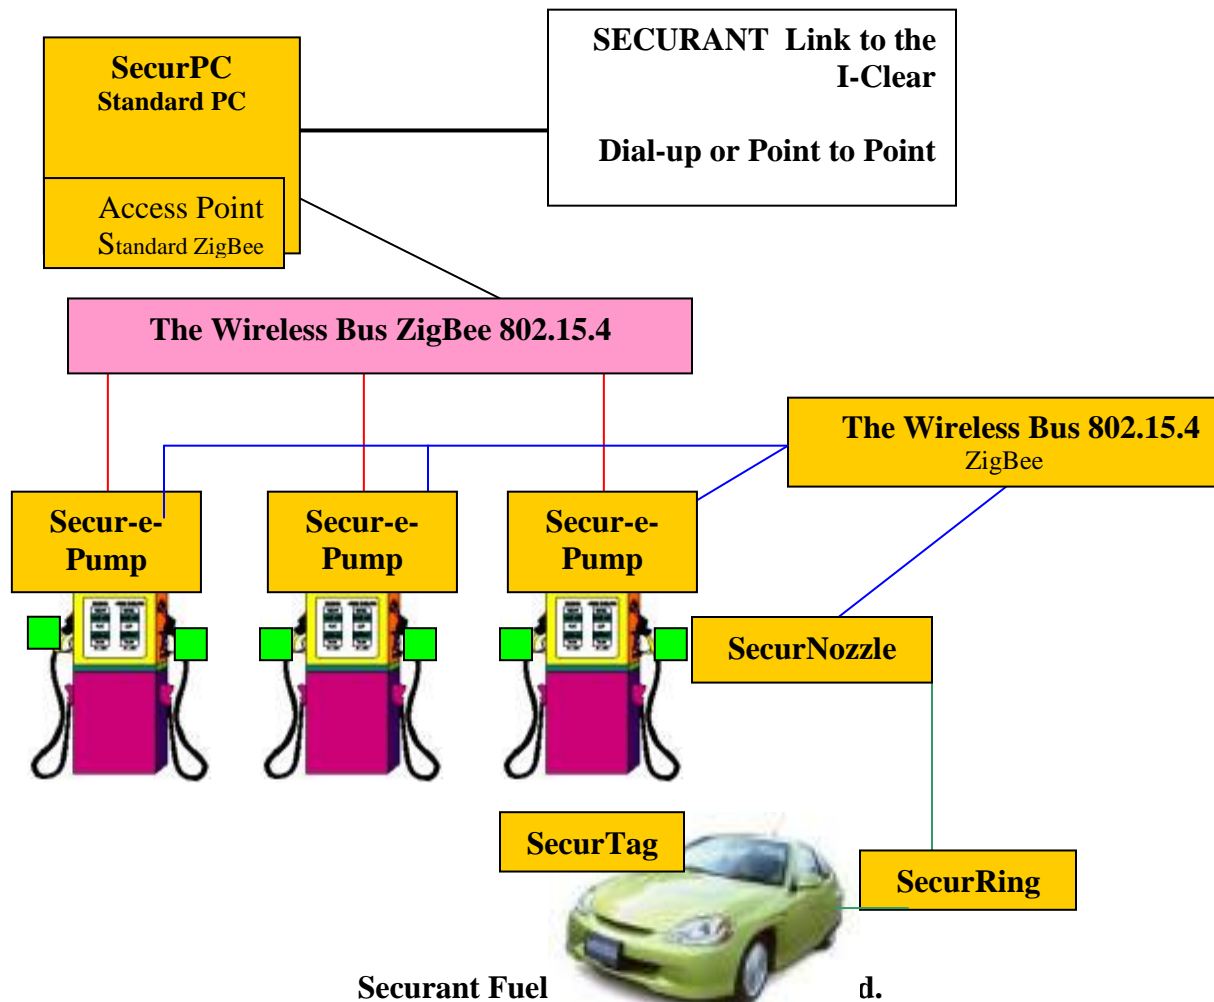 SecurPC
Standard PC
SECURANT Link to the
I-Clear
Dial-up or Point to Point
Access Point
Standard ZigBee
The Wireless Bus ZigBee 802.15.4
The Wireless Bus 802.15.4
ZigBee
Secur-e-
Pump
Secur-e-
Pump
Secur-e-
Pump
SecurNozzle
SecurTag
SecurRing
Securant Fuel d.